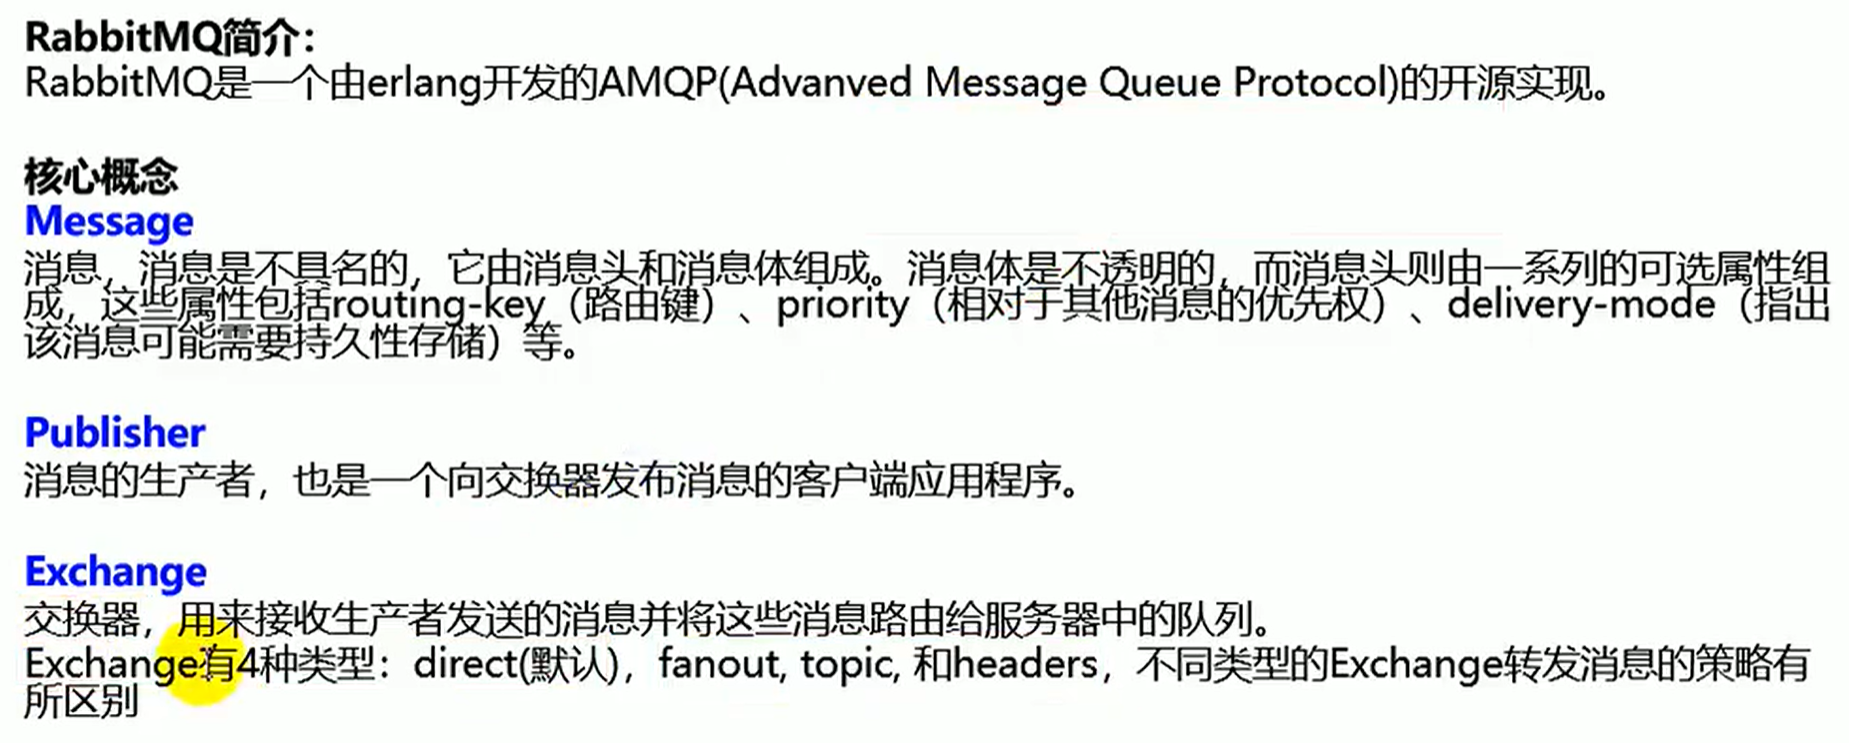 RabbitMQ简介：
RabbitMQ是一个由erlang开发的AMQP(Advanved Message Queue Protocol)的开源实现。
核心概念
Message
消息，消息是不具名的，它由消息头和消息体组成。消息体是不透明的，而消息头则由一系列的可选属性组
成，这些属性包括routing-key（路由键）、priority（相对于其他消息的优先权）、delivery-mode（指出
该消息可能需要持久性存储）等。
Publisher
消息的生产者，也是一个向交换器发布消息的客户端应用程序。
Exchange
交换器，用来接收生产者发送的消息并将这些消息路由给服务器中的队列。
Exchange有4种类型：direct(默认)，fanout, topic, 和headers，不同类型的Exchange转发消息的策略有
所区别